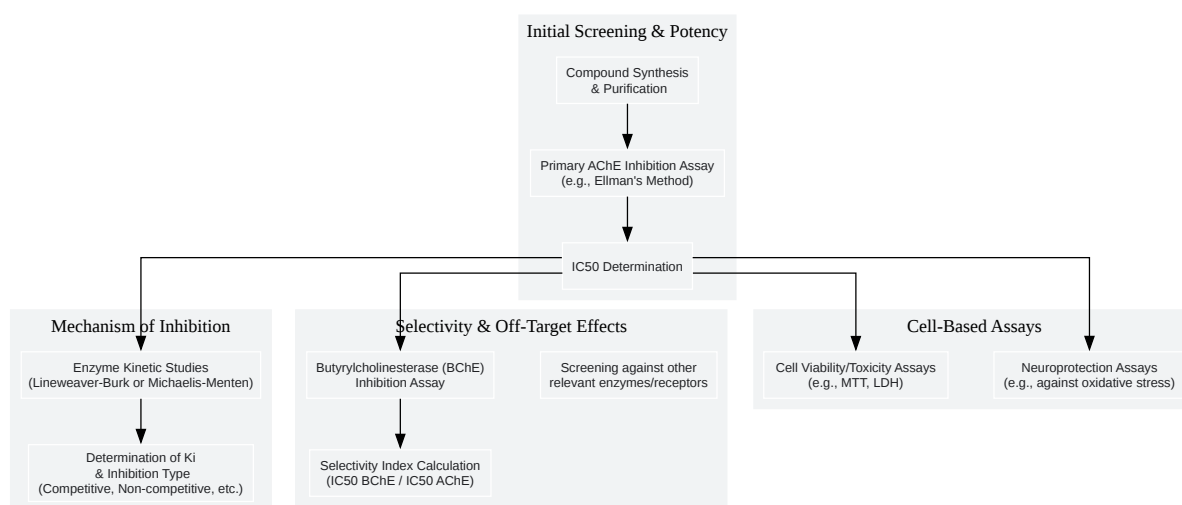 Initial Screening & Potency
Compound Synthesis
& Purification
Primary AChE Inhibition Assay
(e.g., Ellman's Method)
IC50 Determination
Mechanism of Inhibition
Enzyme Kinetic Studies
(Lineweaver-Burk or Michaelis-Menten)
Determination of Ki
& Inhibition Type
(Competitive, Non-competitive, etc.)
Selectivity & Off-Target Effects
Butyrylcholinesterase (BChE)
Inhibition Assay
Screening against other
relevant enzymes/receptors
Selectivity Index Calculation
(IC50 BChE / IC50 AChE)
Cell-Based Assays
Cell Viability/Toxicity Assays
(e.g., MTT, LDH)
Neuroprotection Assays
(e.g., against oxidative stress)